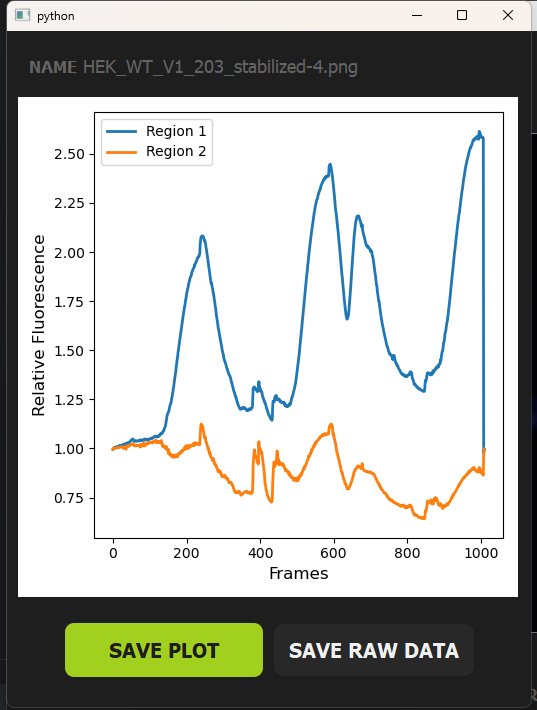 python
NAME HEK_WT_V1_203_stabilized-4.png
Region 1
Region 2
2.50
2.25
2.00
1.75
1.50
1.25
1.00
0.75
Relative Fluorescence
0 200 400 600 800 1000
Frames
SAVE PLOT
SAVE RAW DATA